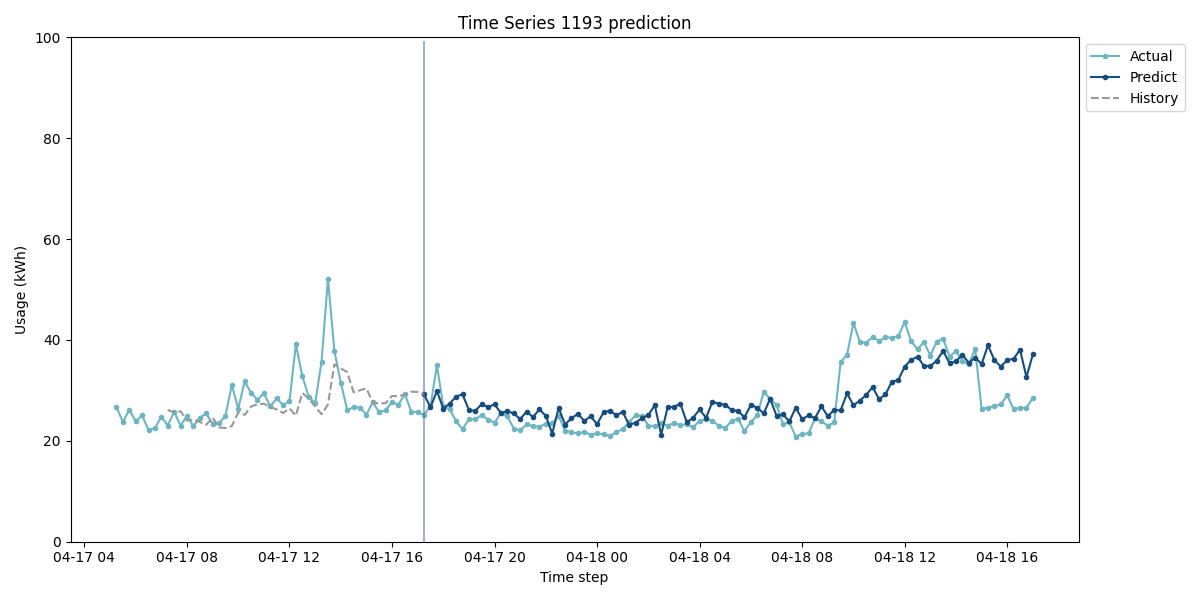 Time Series 1193 prediction
100
80
60
40
20
0
Usage (kWh)
04-17 04 04-17 08 04-17 12 04-17 16 04-17 20 04-18 00 04-18 04 04-18 08 04-18 12 04-18 16
Time step
Actual
Predict
History